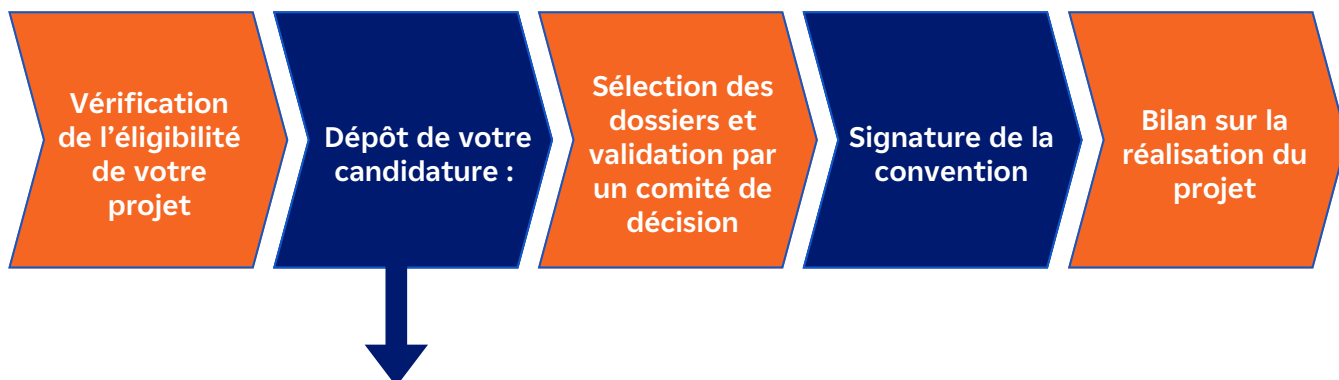 Vérification
de l’éligibilité
de votre
projet
Dépôt de votre
candidature :
Sélection des
dossiers et
validation par
un comité de
décision
Signature de la
convention
Bilan sur la
réalisation du
projet